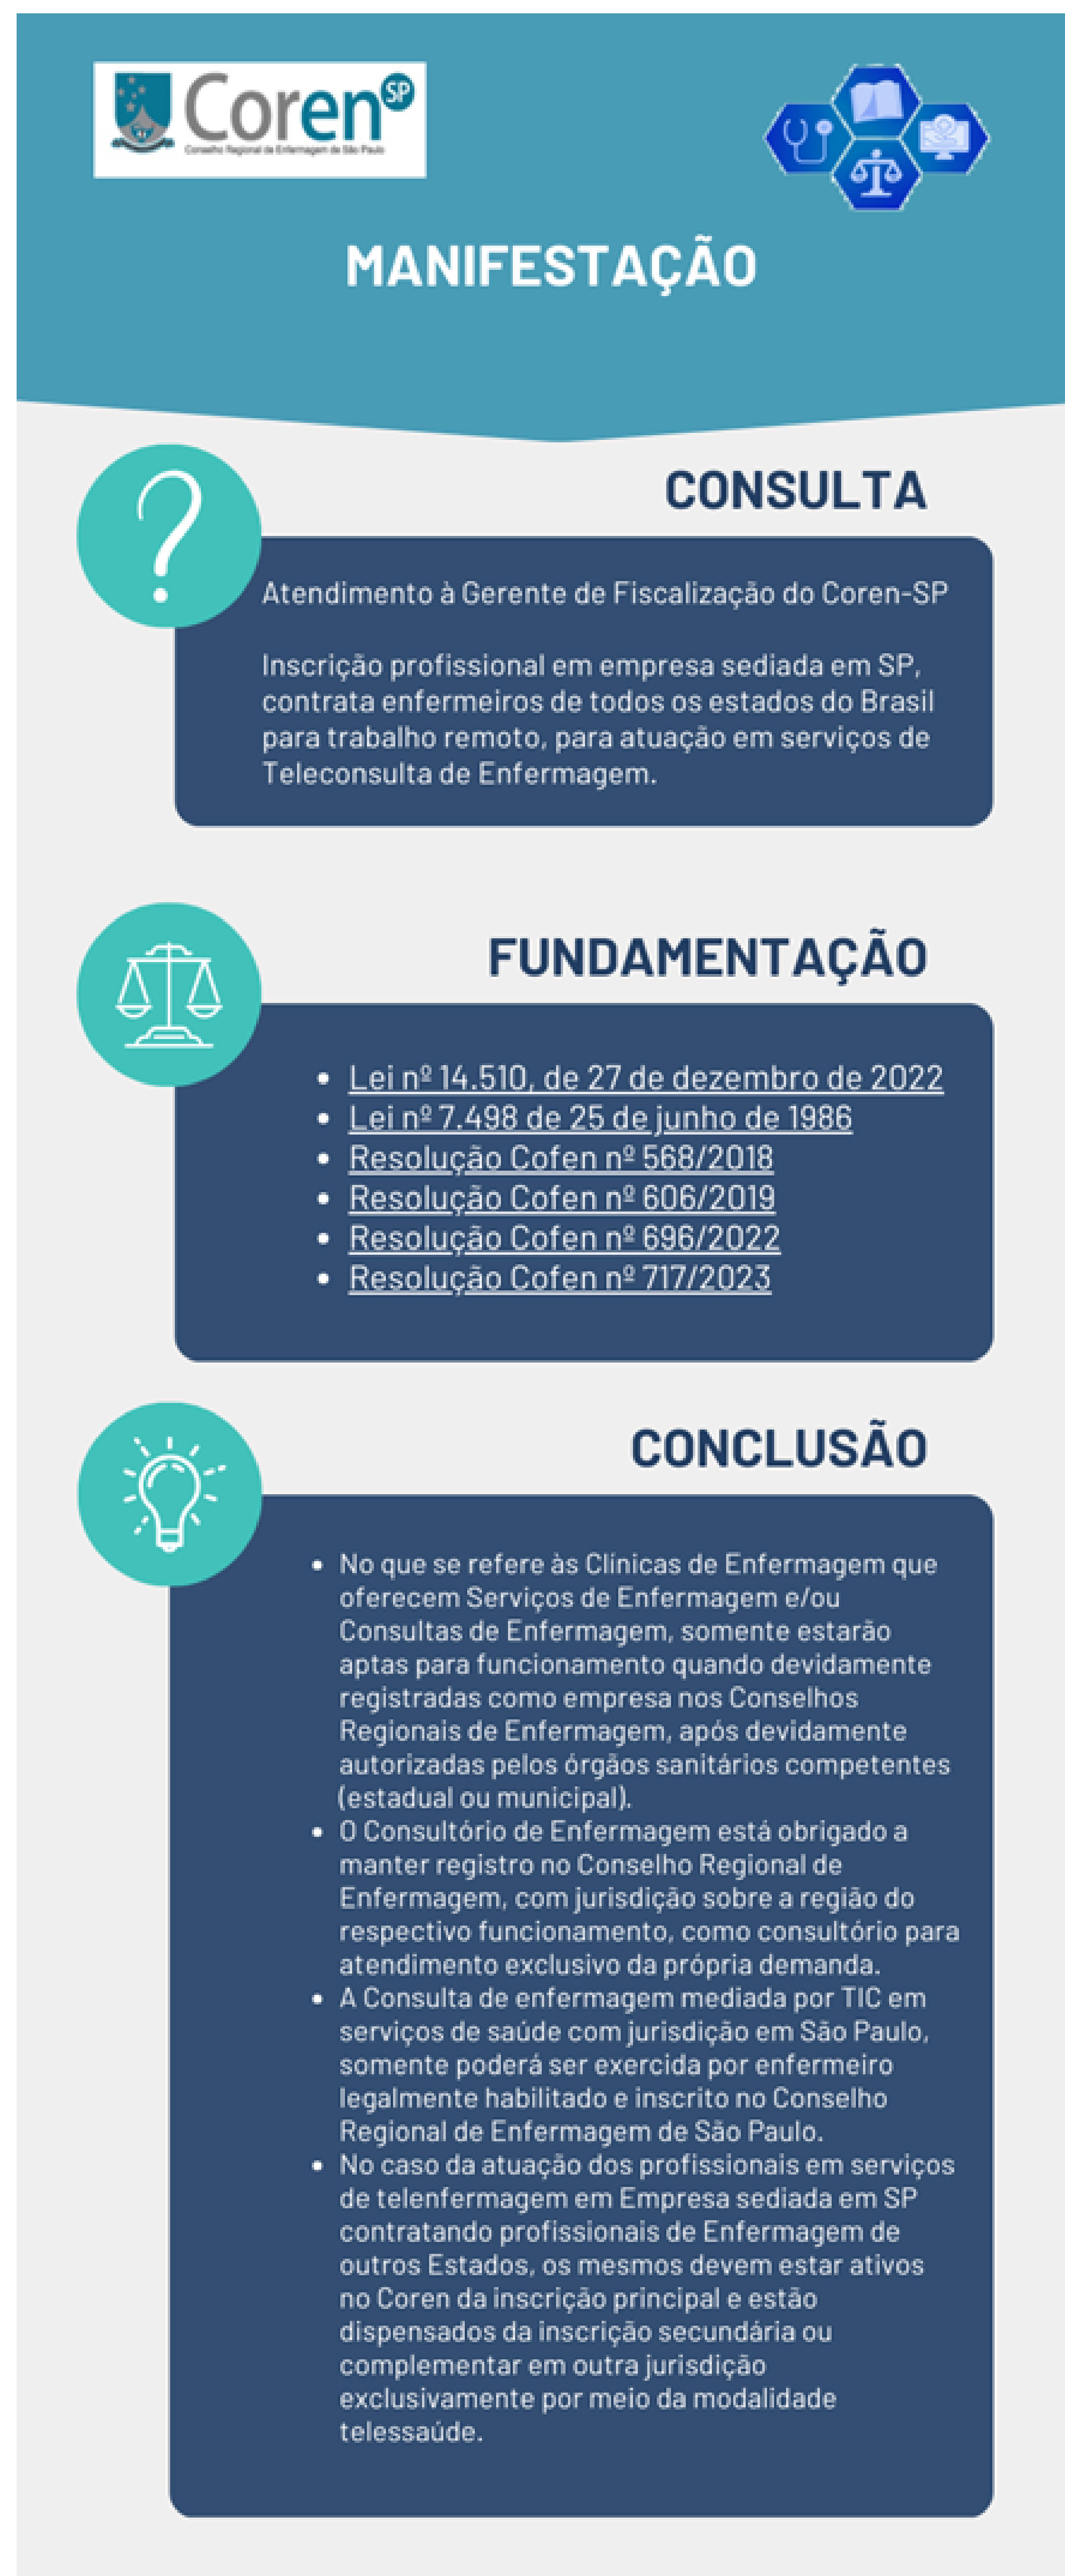 Coren SP
Conselho Regional de Enfermagem de São Paulo
MANIFESTAÇÃO
CONSULTA
Atendimento à Gerente de Fiscalização do Coren-SP
Inscrição profissional em empresa sediada em SP,
contrata enfermeiros de todos os estados do Brasil
para trabalho remoto, para atuação em serviços de
Teleconsulta de Enfermagem.
FUNDAMENTAÇÃO
• Lei nº 14.510, de 27 de dezembro de 2022
• Lei nº 7.498 de 25 de junho de 1986
• Resolução Cofen nº 568/2018
• Resolução Cofen nº 606/2019
• Resolução Cofen nº 696/2022
• Resolução Cofen nº 717/2023
CONCLUSÃO
• No que se refere às Clínicas de Enfermagem que
oferecem Serviços de Enfermagem e/ou
Consultas de Enfermagem, somente estarão
aptas para funcionamento quando devidamente
registradas como empresa nos Conselhos
Regionais de Enfermagem, após devidamente
autorizadas pelos órgãos sanitários competentes
(estadual ou municipal).
• O Consultório de Enfermagem está obrigado a
manter registro no Conselho Regional de
Enfermagem, com jurisdição sobre a região do
respectivo funcionamento, como consultório para
atendimento exclusivo da própria demanda.
• A Consulta de enfermagem mediada por TIC em
serviços de saúde com jurisdição em São Paulo,
somente poderá ser exercida por enfermeiro
legalmente habilitado e inscrito no Conselho
Regional de Enfermagem de São Paulo.
• No caso da atuação dos profissionais em serviços
de telenfermagem em Empresa sediada em SP
contratando profissionais de Enfermagem de
outros Estados, os mesmos devem estar ativos
no Coren da inscrição principal e estão
dispensados da inscrição secundária ou
complementar em outra jurisdição
exclusivamente por meio da modalidade
telessaúde.